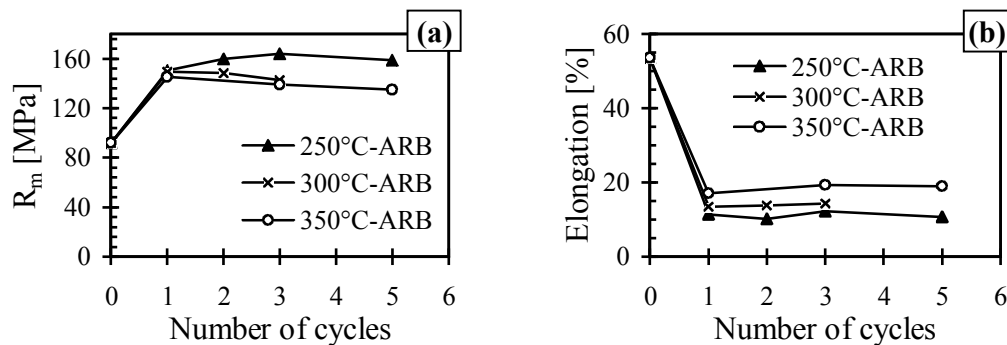 (a)
R_m [MPa]
160
120
80
40
0
250°C-ARB
300°C-ARB
350°C-ARB
0 1 2 3 4 5 6
Number of cycles
(b)
Elongation [%]
60
40
20
0
250°C-ARB
300°C-ARB
350°C-ARB
0 1 2 3 4 5 6
Number of cycles